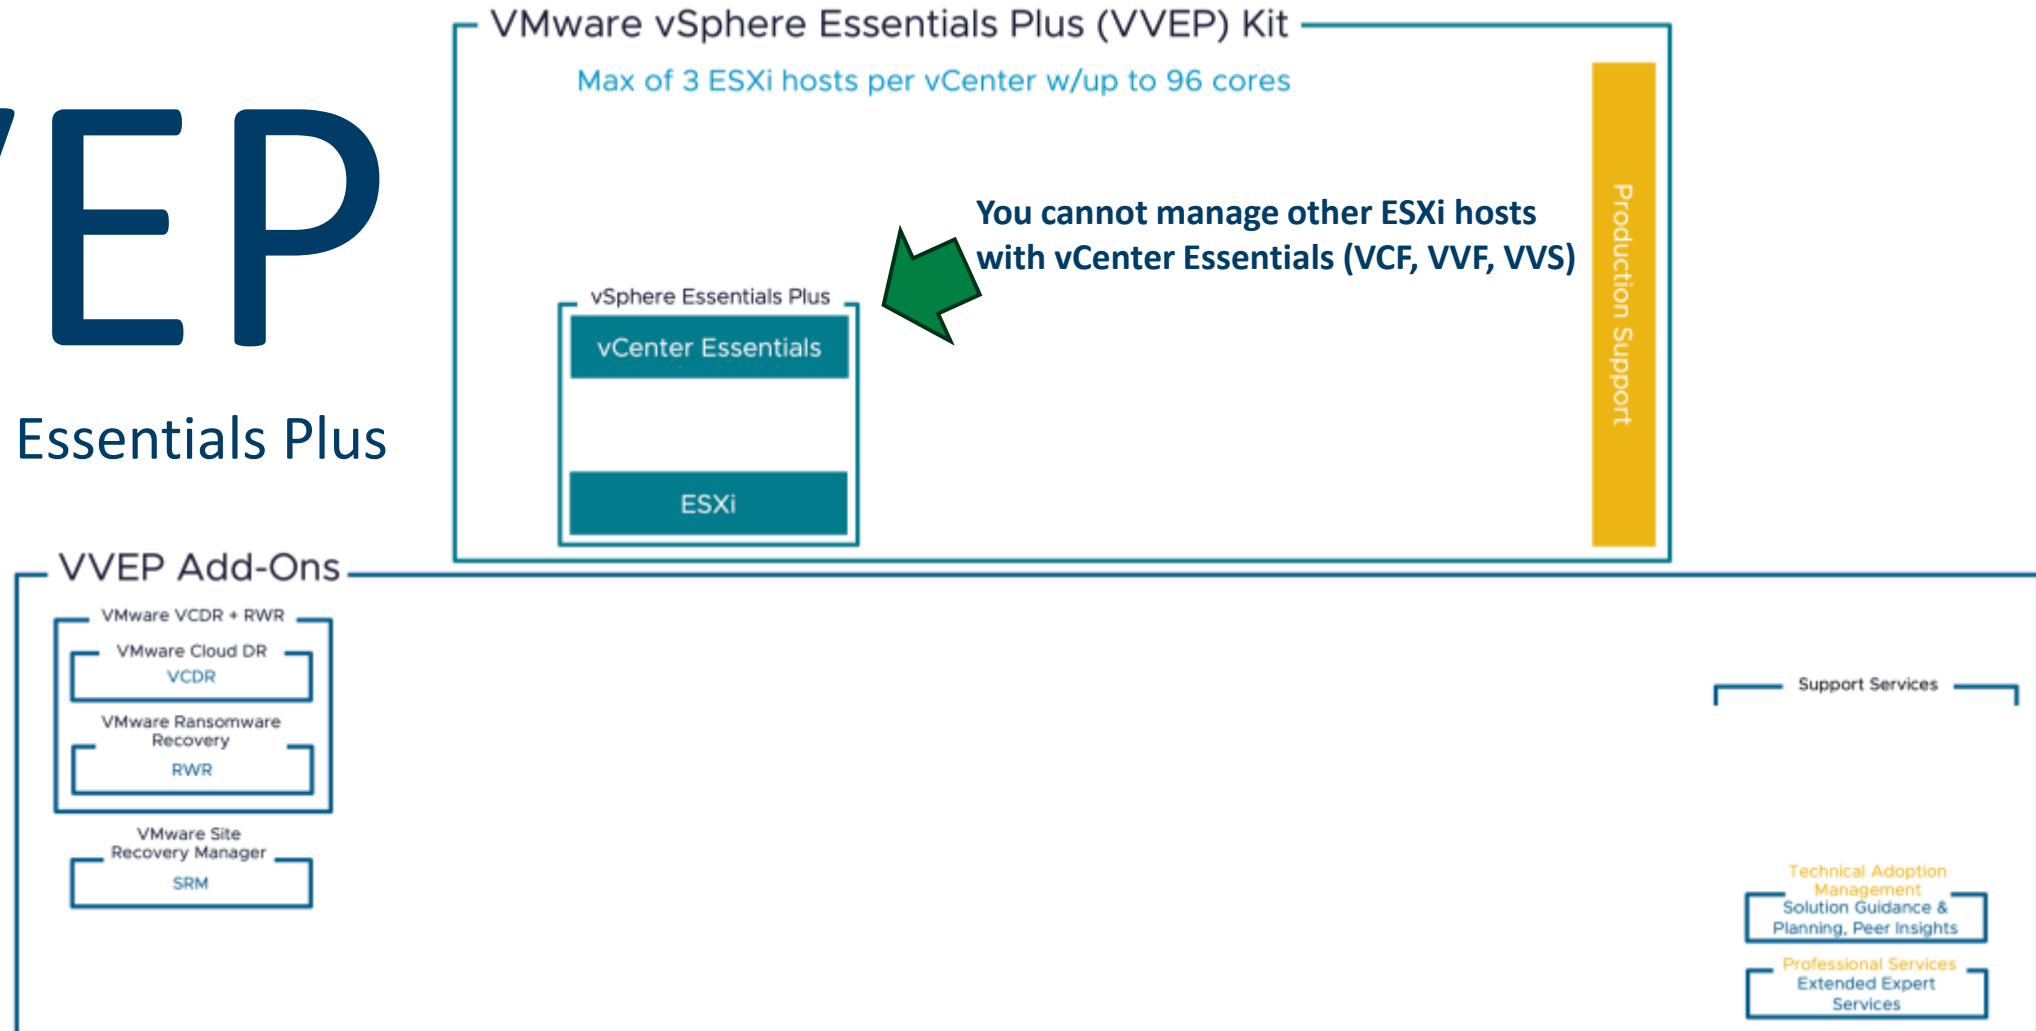 VMware vSphere Essentials Plus (VVEP) Kit
Max of 3 ESXi hosts per vCenter w/up to 96 cores
EP
Essentials Plus
You cannot manage other ESXi hosts
with vCenter Essentials (VCF, VVF, VVS)
vSphere Essentials Plus
vCenter Essentials
ESXi
Production Support
VVEP Add-Ons
VMware VCDR + RWR
VMware Cloud DR
VCDR
VMware Ransomware
Recovery
RWR
VMware Site
Recovery Manager
SRM
Support Services
Technical Adoption
Management
Solution Guidance &
Planning, Peer Insights
Professional Services
Extended Expert
Services